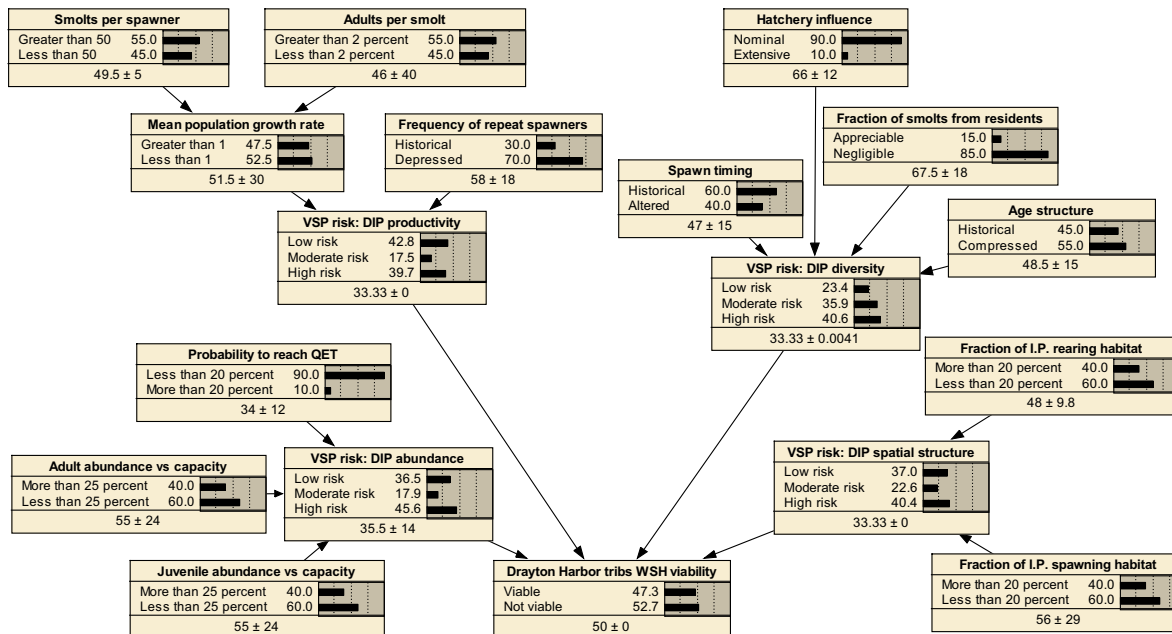 Smolts per spawner
Greater than 50 55.0
Less than 50 45.0
49.5 ± 5
Adults per smolt
Greater than 2 percent 55.0
Less than 2 percent 45.0
46 ± 40
Hatchery influence
Nominal 90.0
Extensive 10.0
66 ± 12
Mean population growth rate
Greater than 1 47.5
Less than 1 52.5
51.5 ± 30
Frequency of repeat spawners
Historical 30.0
Depressed 70.0
58 ± 18
Fraction of smolts from residents
Appreciable 15.0
Negligible 85.0
67.5 ± 18
Spawn timing
Historical 60.0
Altered 40.0
47 ± 15
Age structure
Historical 45.0
Compressed 55.0
48.5 ± 15
VSP risk: DIP productivity
Low risk 42.8
Moderate risk 17.5
High risk 39.7
33.33 ± 0
VSP risk: DIP diversity
Low risk 23.4
Moderate risk 35.9
High risk 40.6
33.33 ± 0.0041
Probability to reach QET
Less than 20 percent 90.0
More than 20 percent 10.0
34 ± 12
Fraction of I.P. rearing habitat
More than 20 percent 40.0
Less than 20 percent 60.0
48 ± 9.8
Adult abundance vs capacity
More than 25 percent 40.0
Less than 25 percent 60.0
55 ± 24
VSP risk: DIP abundance
Low risk 36.5
Moderate risk 17.9
High risk 45.6
35.5 ± 14
VSP risk: DIP spatial structure
Low risk 37.0
Moderate risk 22.6
High risk 40.4
33.33 ± 0
Juvenile abundance vs capacity
More than 25 percent 40.0
Less than 25 percent 60.0
55 ± 24
Drayton Harbor tribs WSH viability
Viable 47.3
Not viable 52.7
50 ± 0
Fraction of I.P. spawning habitat
More than 20 percent 40.0
Less than 20 percent 60.0
56 ± 29